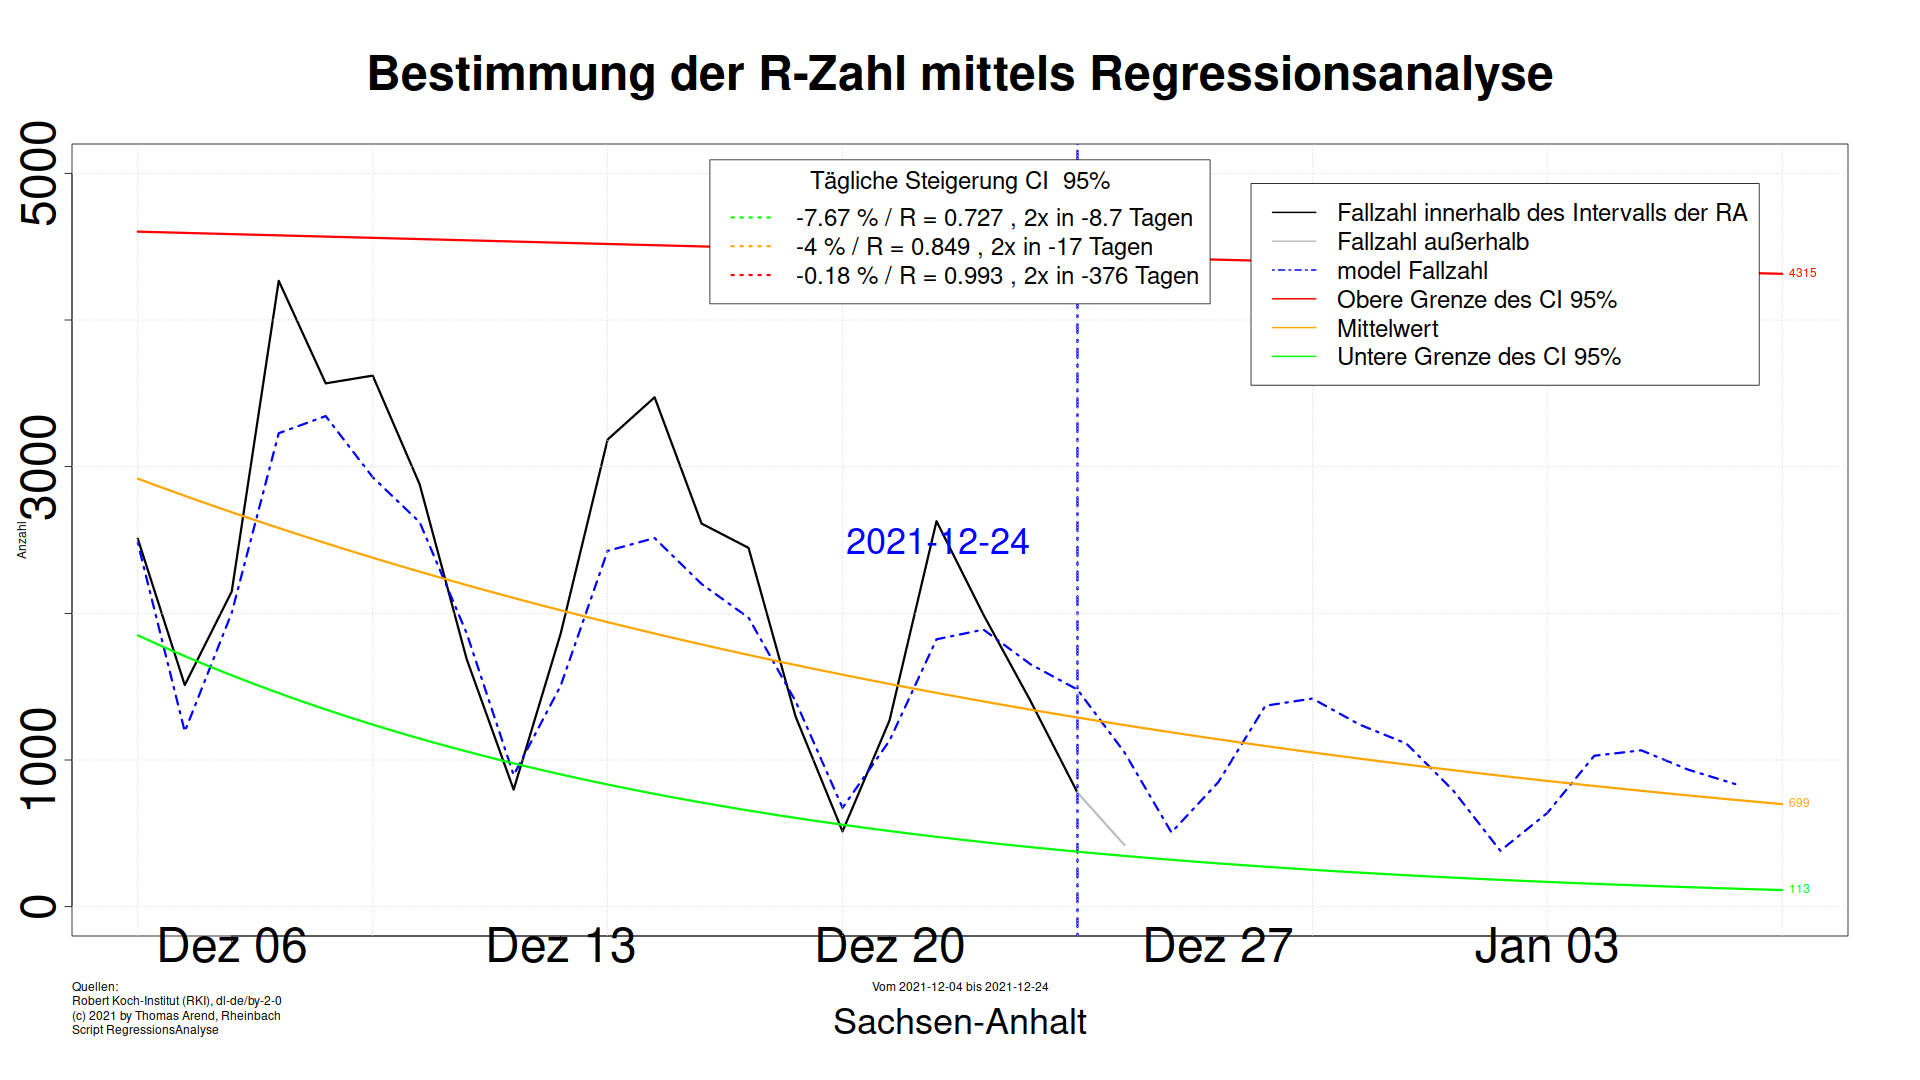 Bestimmung der R-Zahl mittels Regressionsanalyse
5000
3000
1000
0
Anzahl
Tägliche Steigerung CI  95%
-7.67 % / R = 0.727 , 2x in -8.7 Tagen
-4 % / R = 0.849 , 2x in -17 Tagen
-0.18 % / R = 0.993 , 2x in -376 Tagen
Fallzahl innerhalb des Intervalls der RA
Fallzahl außerhalb
model Fallzahl
Obere Grenze des CI 95%
Mittelwert
Untere Grenze des CI 95%
4315
2021-12-24
699
113
Dez 06
Dez 13
Dez 20
Dez 27
Jan 03
Quellen:
Robert Koch-Institut (RKI), dl-de/by-2-0
(c) 2021 by Thomas Arend, Rheinbach
Script RegressionsAnalyse
Vom 2021-12-04 bis 2021-12-24
Sachsen-Anhalt